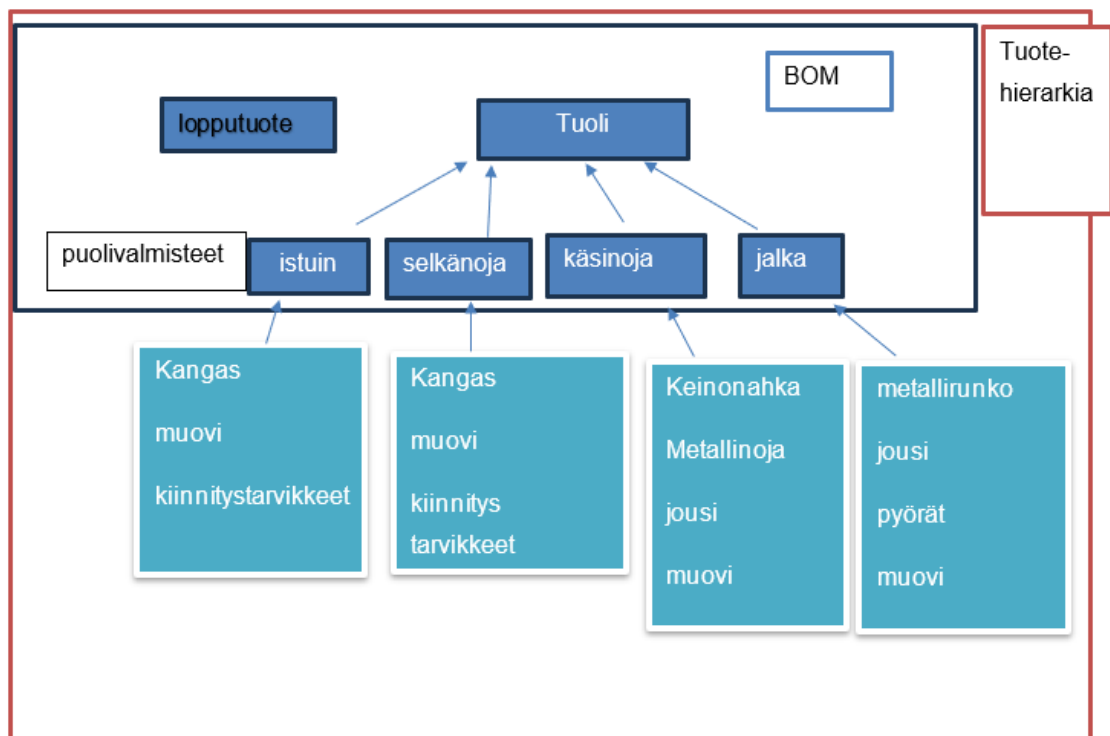 Tuote-
hierarkia
BOM
lopputuote
Tuoli
puolivalmisteet
istuin
selkänoja
käsinoja
jalka
Kangas
muovi
kiinnitystarvikkeet
Kangas
muovi
kiinnitys
tarvikkeet
Keinonahka
Metallinoja
jousi
muovi
metallirunko
jousi
pyörät
muovi